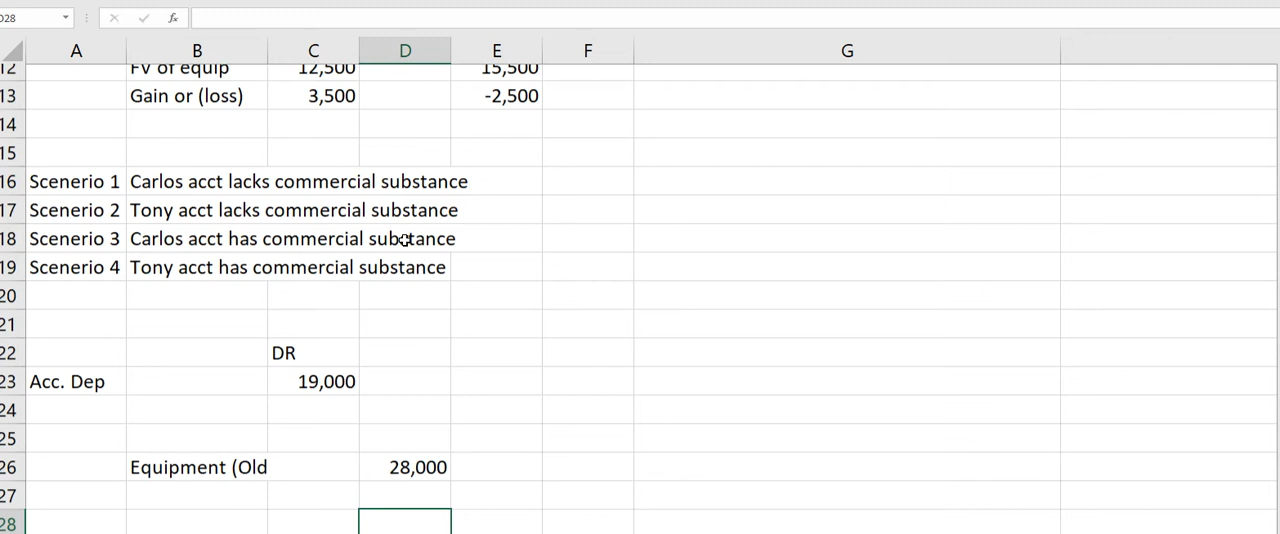 D28 fx
A B C D E F G
12 FV of equip 12,500 15,500
13 Gain or (loss) 3,500 -2,500
14
15
16 Scenerio 1 Carlos acct lacks commercial substance
17 Scenerio 2 Tony acct lacks commercial substance
18 Scenerio 3 Carlos acct has commercial substance
19 Scenerio 4 Tony acct has commercial substance
20
21
22 DR
23 Acc. Dep 19,000
24
25
26 Equipment (Old 28,000
27
28